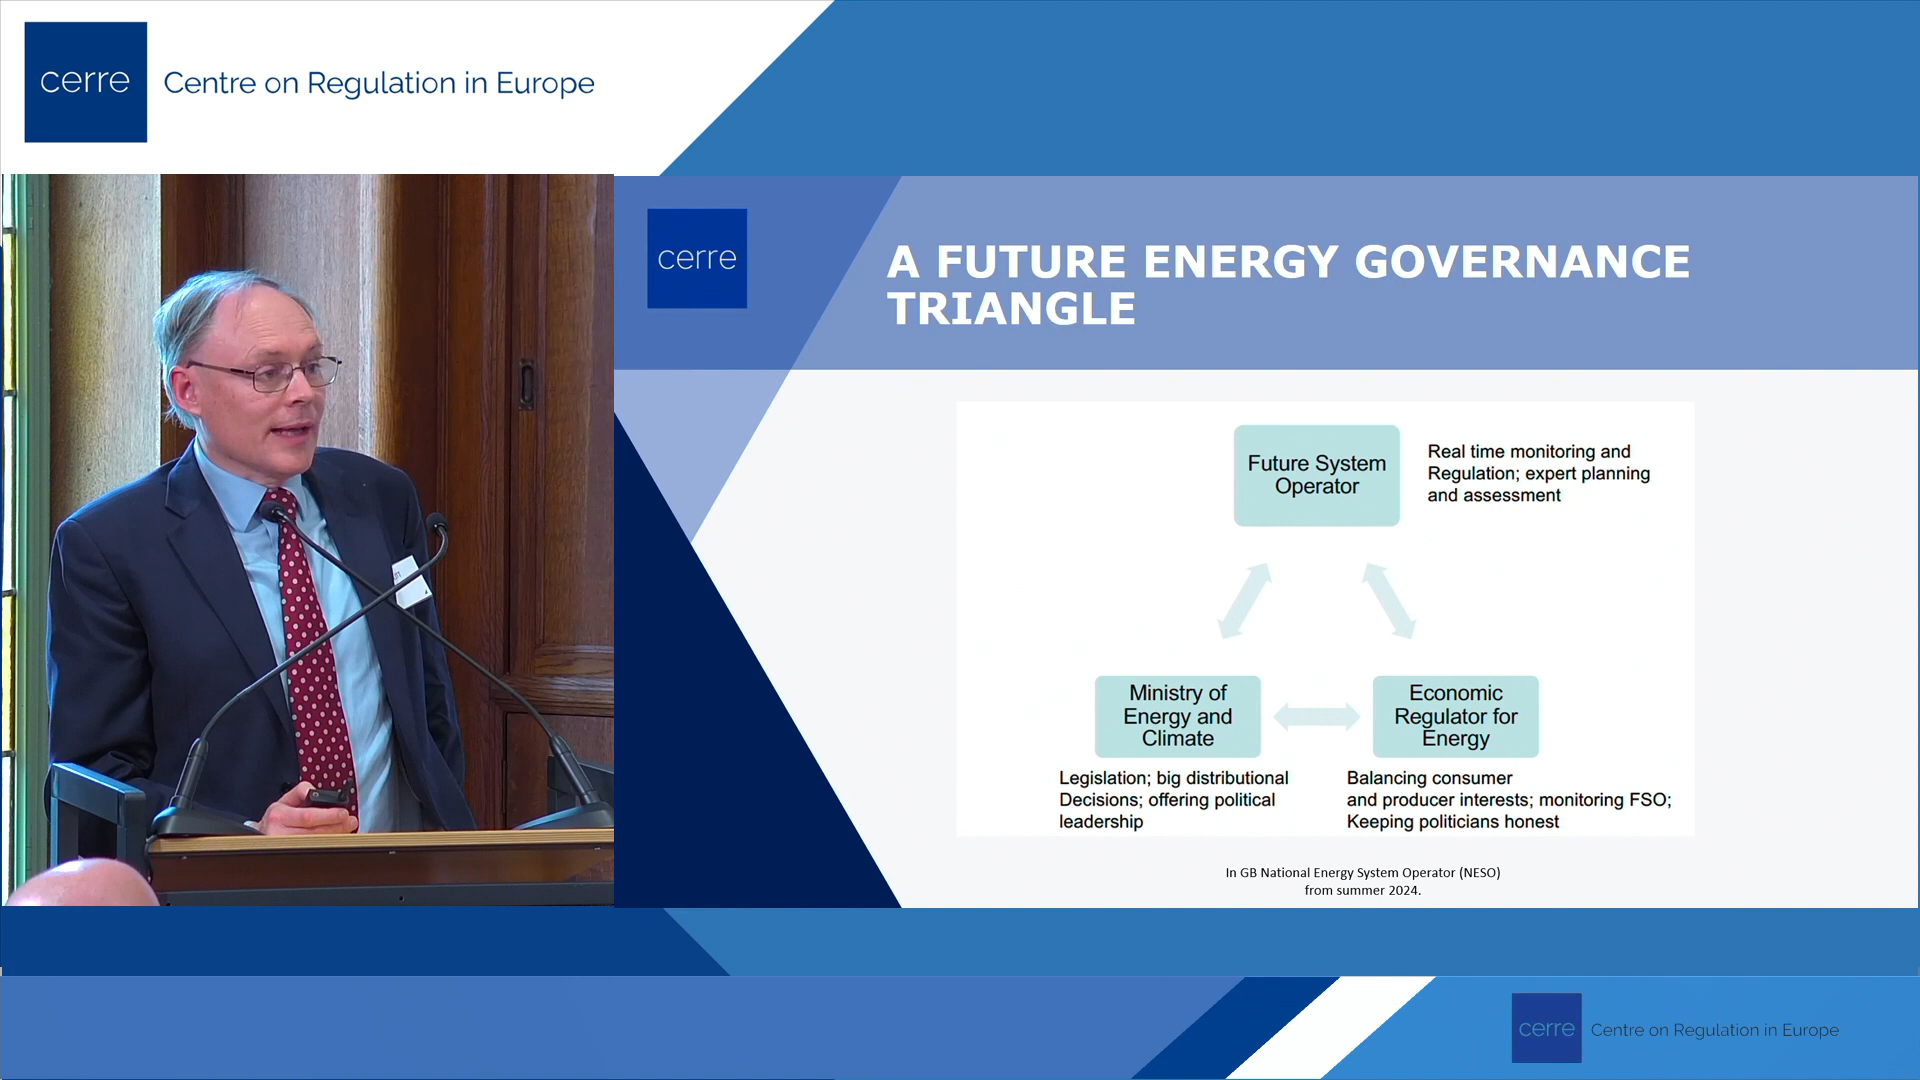 cerre
Centre on Regulation in Europe
cerre
A FUTURE ENERGY GOVERNANCE
TRIANGLE
Future System
Operator
Real time monitoring and
Regulation; expert planning
and assessment
Ministry of
Energy and
Climate
Economic
Regulator for
Energy
Legislation; big distributional
Decisions; offering political
leadership
Balancing consumer
and producer interests; monitoring FSO;
Keeping politicians honest
In GB National Energy System Operator (NESO)
from summer 2024.
cerre
Centre on Regulation in Europe